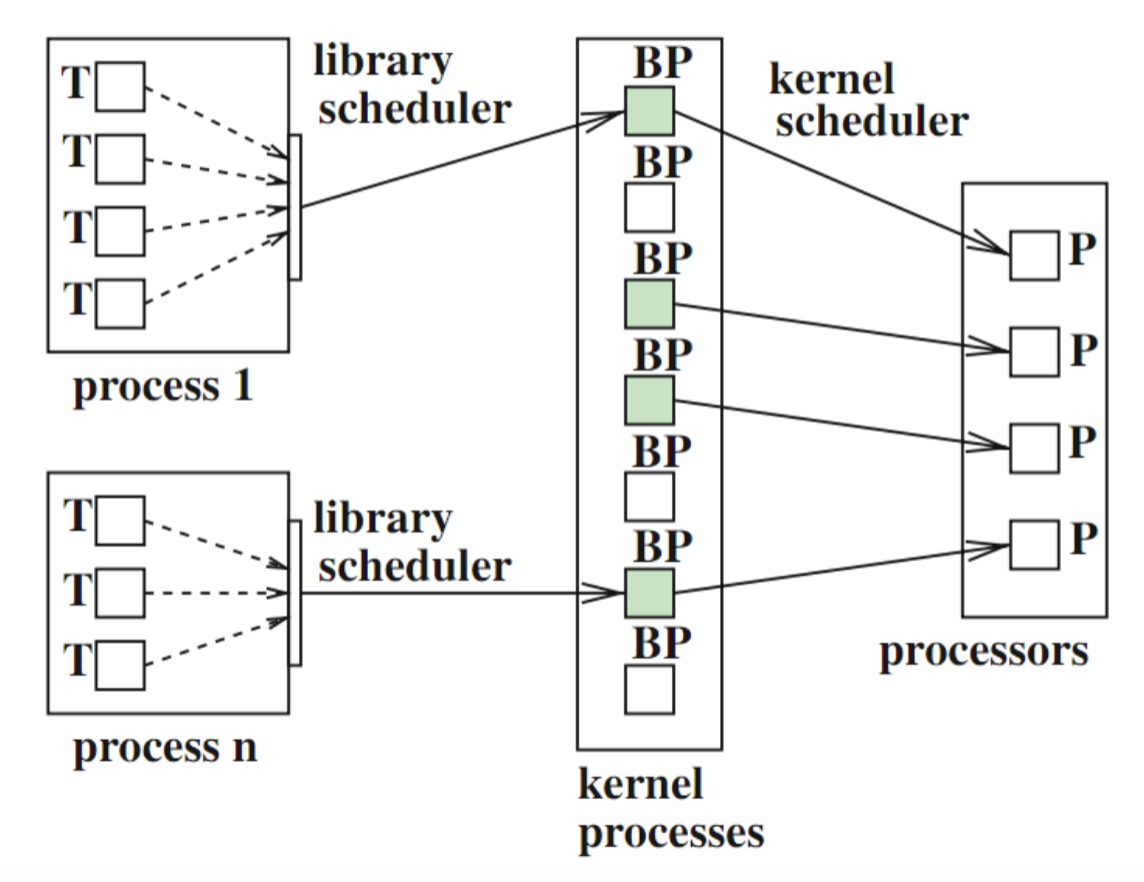 T
T
T
T
process 1
library
scheduler
T
T
T
process n
library
scheduler
BP
BP
BP
BP
BP
BP
BP
kernel
processes
kernel
scheduler
P
P
P
P
processors